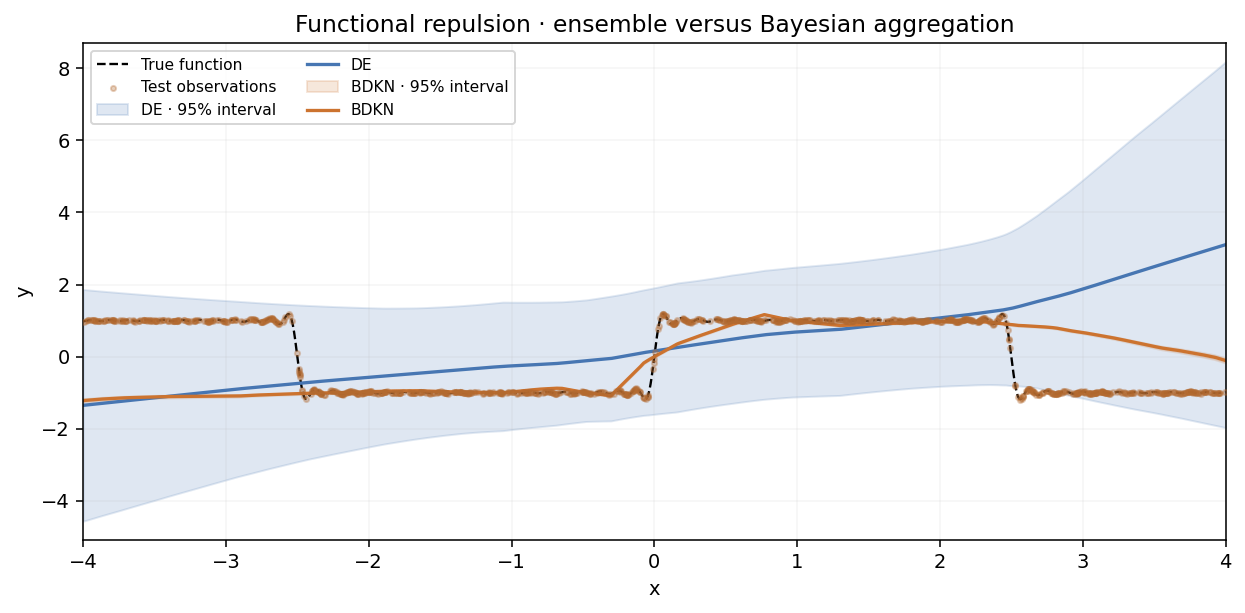 Functional repulsion · ensemble versus Bayesian aggregation
True function
Test observations
DE · 95% interval
DE
BDKN · 95% interval
BDKN
8
6
4
2
0
−2
−4
y
−4 −3 −2 −1 0 1 2 3 4
x